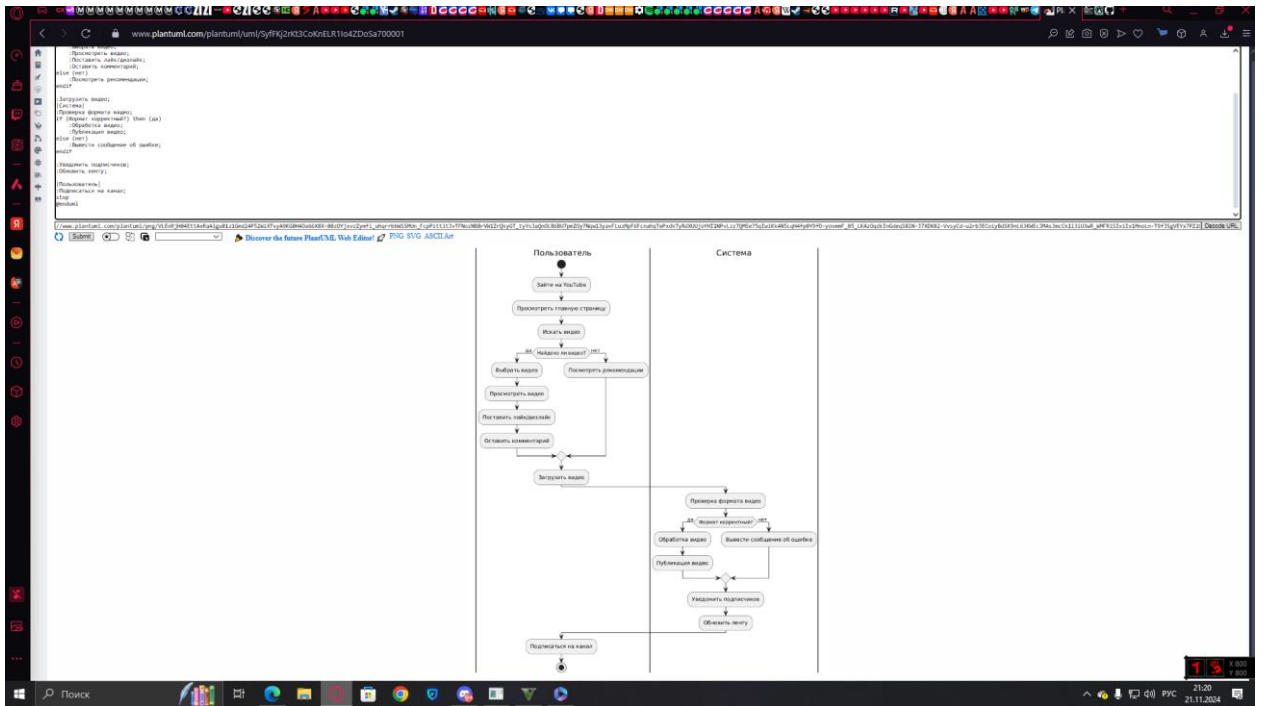 www.plantuml.com/plantuml/uml/SyfFKj2rKt3CoKnELR1Io4ZDoSa700001
:Просмотреть видео;
:Поставить лайк/дизлайк;
:Оставить комментарий;
else (нет)
:Посмотреть рекомендации;
endif
:Загрузить видео;
|Система|
:Проверка формата видео;
if (Формат корректный?) then (да)
:Обработка видео;
:Публикация видео;
else (нет)
:Вывести сообщение об ошибке;
endif
:Уведомить подписчиков;
:Обновить ленту;
|Пользователь|
:Подписаться на канал;
stop
@enduml
Decode URL
Submit
Discover the future PlantUML Web Editor! PNG SVG ASCII Art
Пользователь Система
Зайти на YouTube
Просмотреть главную страницу
Искать видео
да Найдено ли видео? нет
Выбрать видео Посмотреть рекомендации
Просмотреть видео
Поставить лайк/дизлайк
Оставить комментарий
Загрузить видео
Проверка формата видео
да Формат корректный? нет
Обработка видео Вывести сообщение об ошибке
Публикация видео
Уведомить подписчиков
Обновить ленту
Подписаться на канал
X 800
Y 800
Поиск
РУС
21:20
21.11.2024